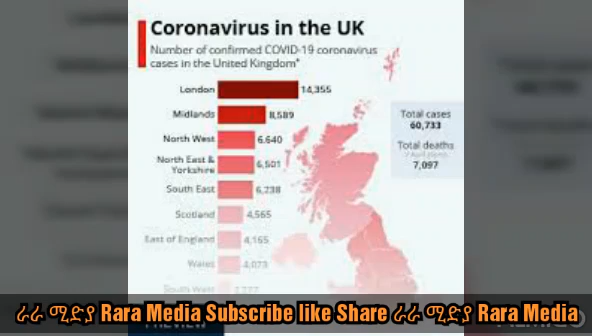 Coronavirus in the UK
Number of confirmed COVID-19 coronavirus
cases in the United Kingdom*
London 14,355
Midlands 8,589
North West 6,640
North East &
Yorkshire 6,501
South East 6,238
Scotland 4,565
East of England 4,165
Wales 4,073
South West
Total cases
60,733
Total deaths
7,097
ራራ ሚድያ Rara Media Subscribe like Share ራራ ሚድያ Rara Media